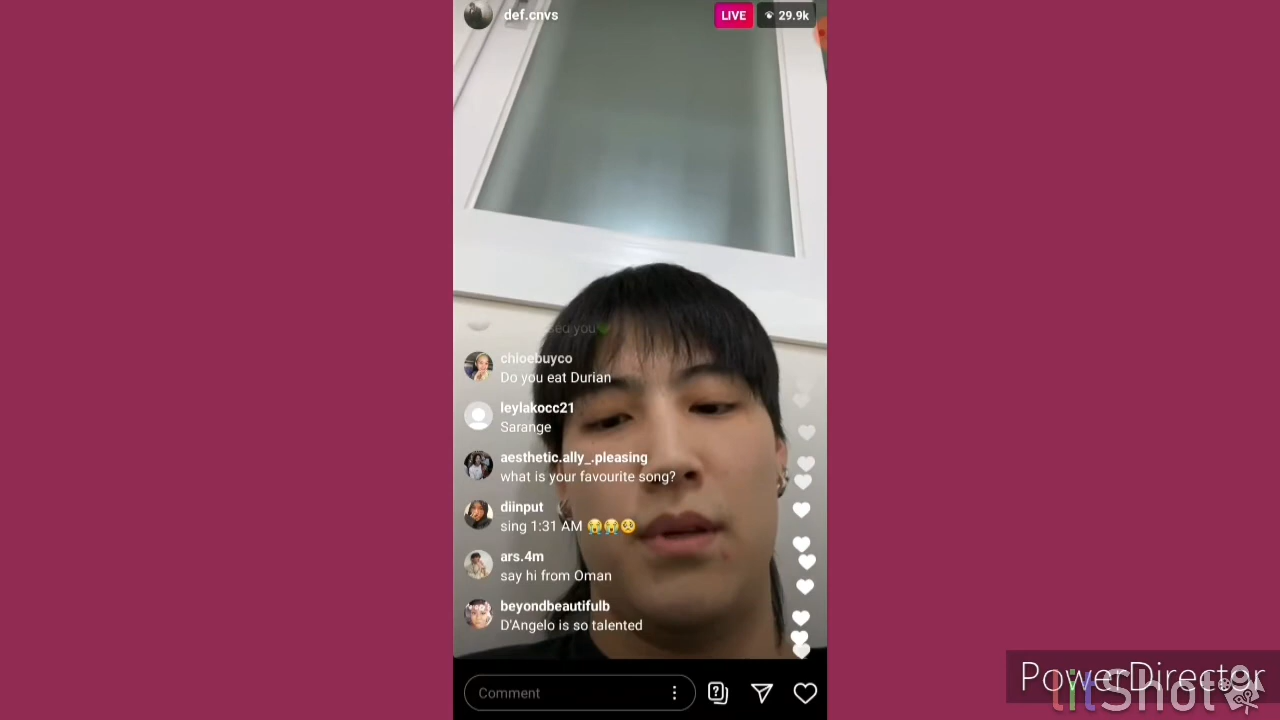 def.cnvs
LIVE
29.9k
you💚
chloebuyco
Do you eat Durian
leylakocc21
Sarange
aesthetic.ally_.pleasing
what is your favourite song?
diinput
sing 1:31 AM 😭😭🥺
ars.4m
say hi from Oman
beyondbeautifulb
D'Angelo is so talented
Comment
PowerDirector
litShot